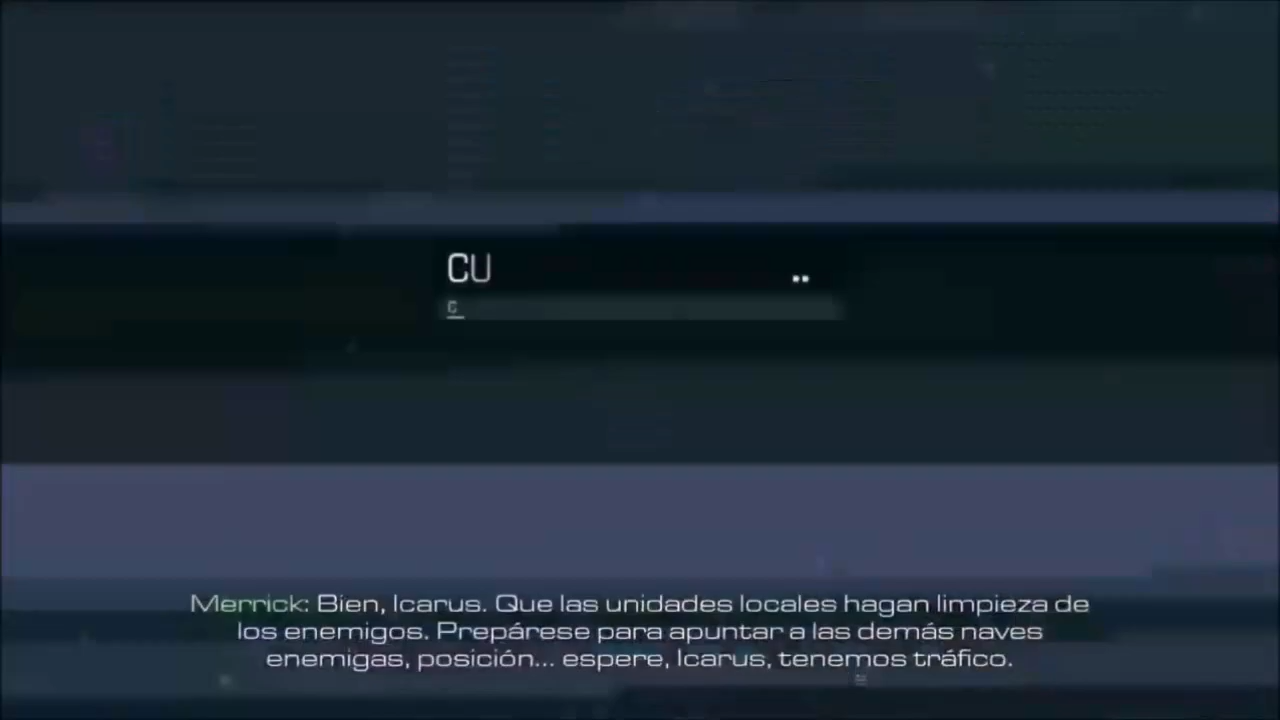 CU ..
C
Merrick: Bien, Icarus. Que las unidades locales hagan limpieza de
los enemigos. Prepárese para apuntar a las demás naves
enemigas, posición... espere, Icarus, tenemos tráfico.